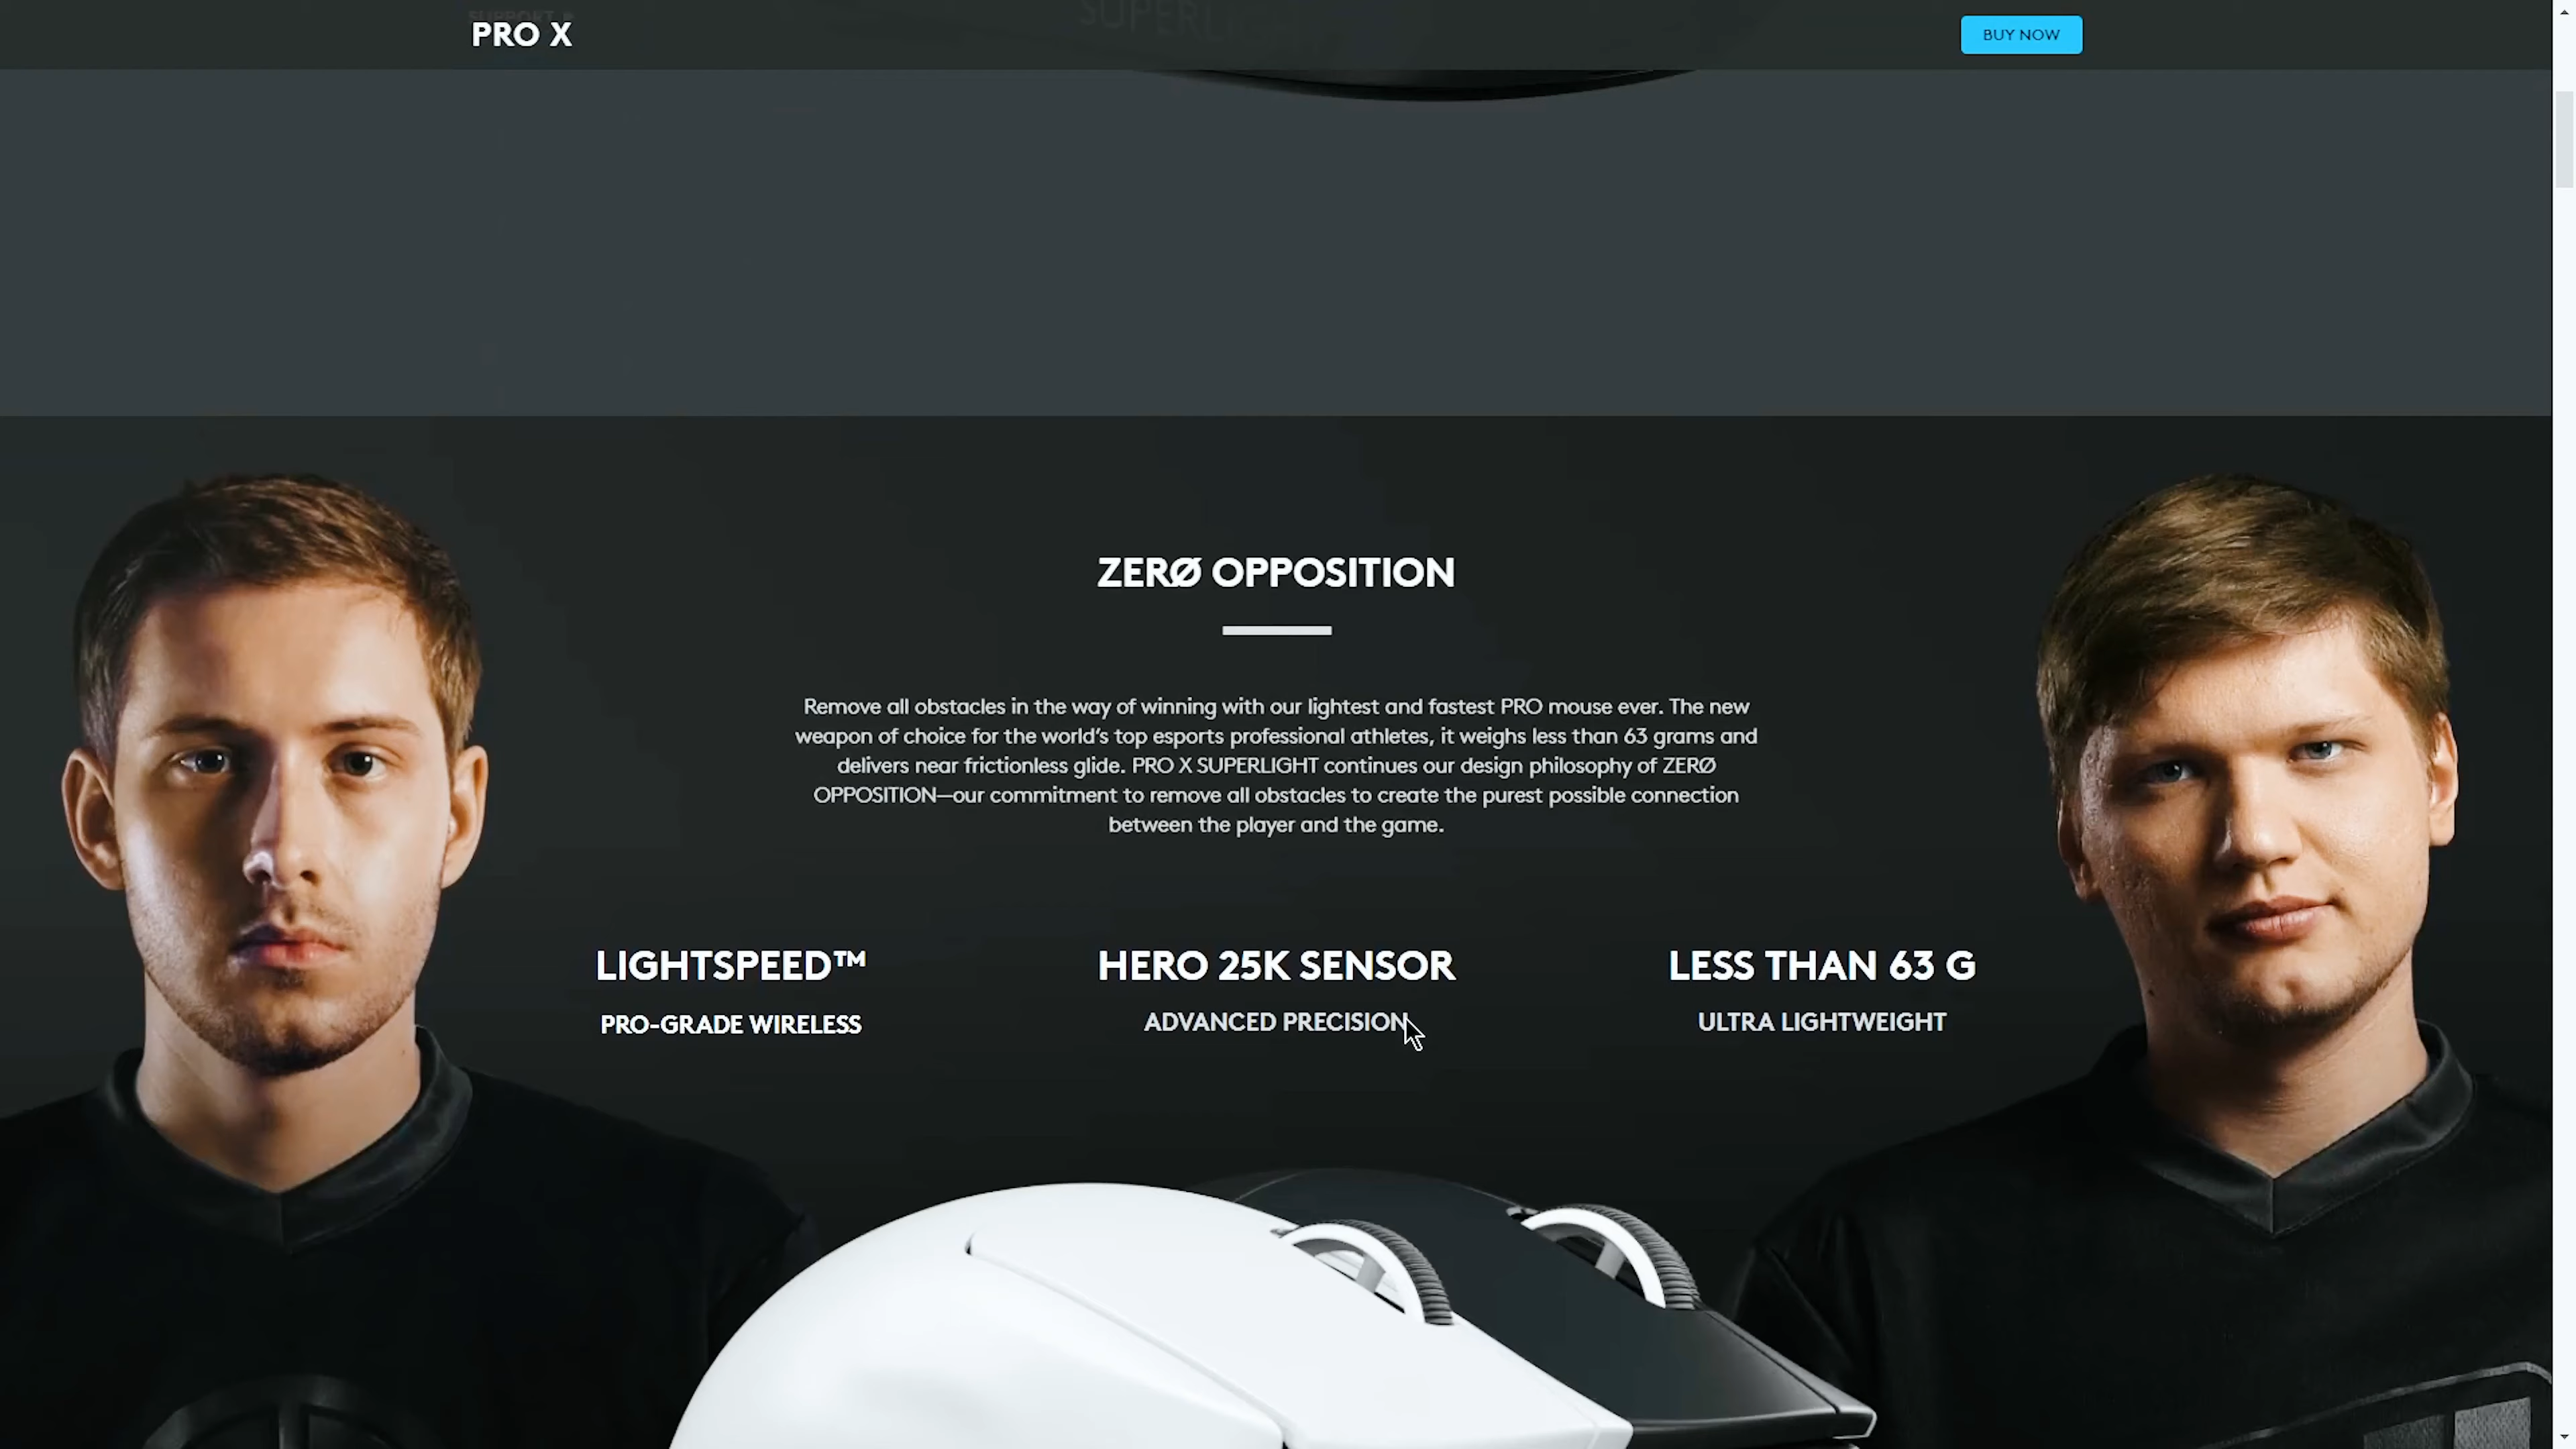 PRO X
BUY NOW
ZERØ OPPOSITION
Remove all obstacles in the way of winning with our lightest and fastest PRO mouse ever. The new
weapon of choice for the world's top esports professional athletes, it weighs less than 63 grams and
delivers near frictionless glide. PRO X SUPERLIGHT continues our design philosophy of ZERØ
OPPOSITION—our commitment to remove all obstacles to create the purest possible connection
between the player and the game.
LIGHTSPEED™
PRO-GRADE WIRELESS
HERO 25K SENSOR
ADVANCED PRECISION
LESS THAN 63 G
ULTRA LIGHTWEIGHT